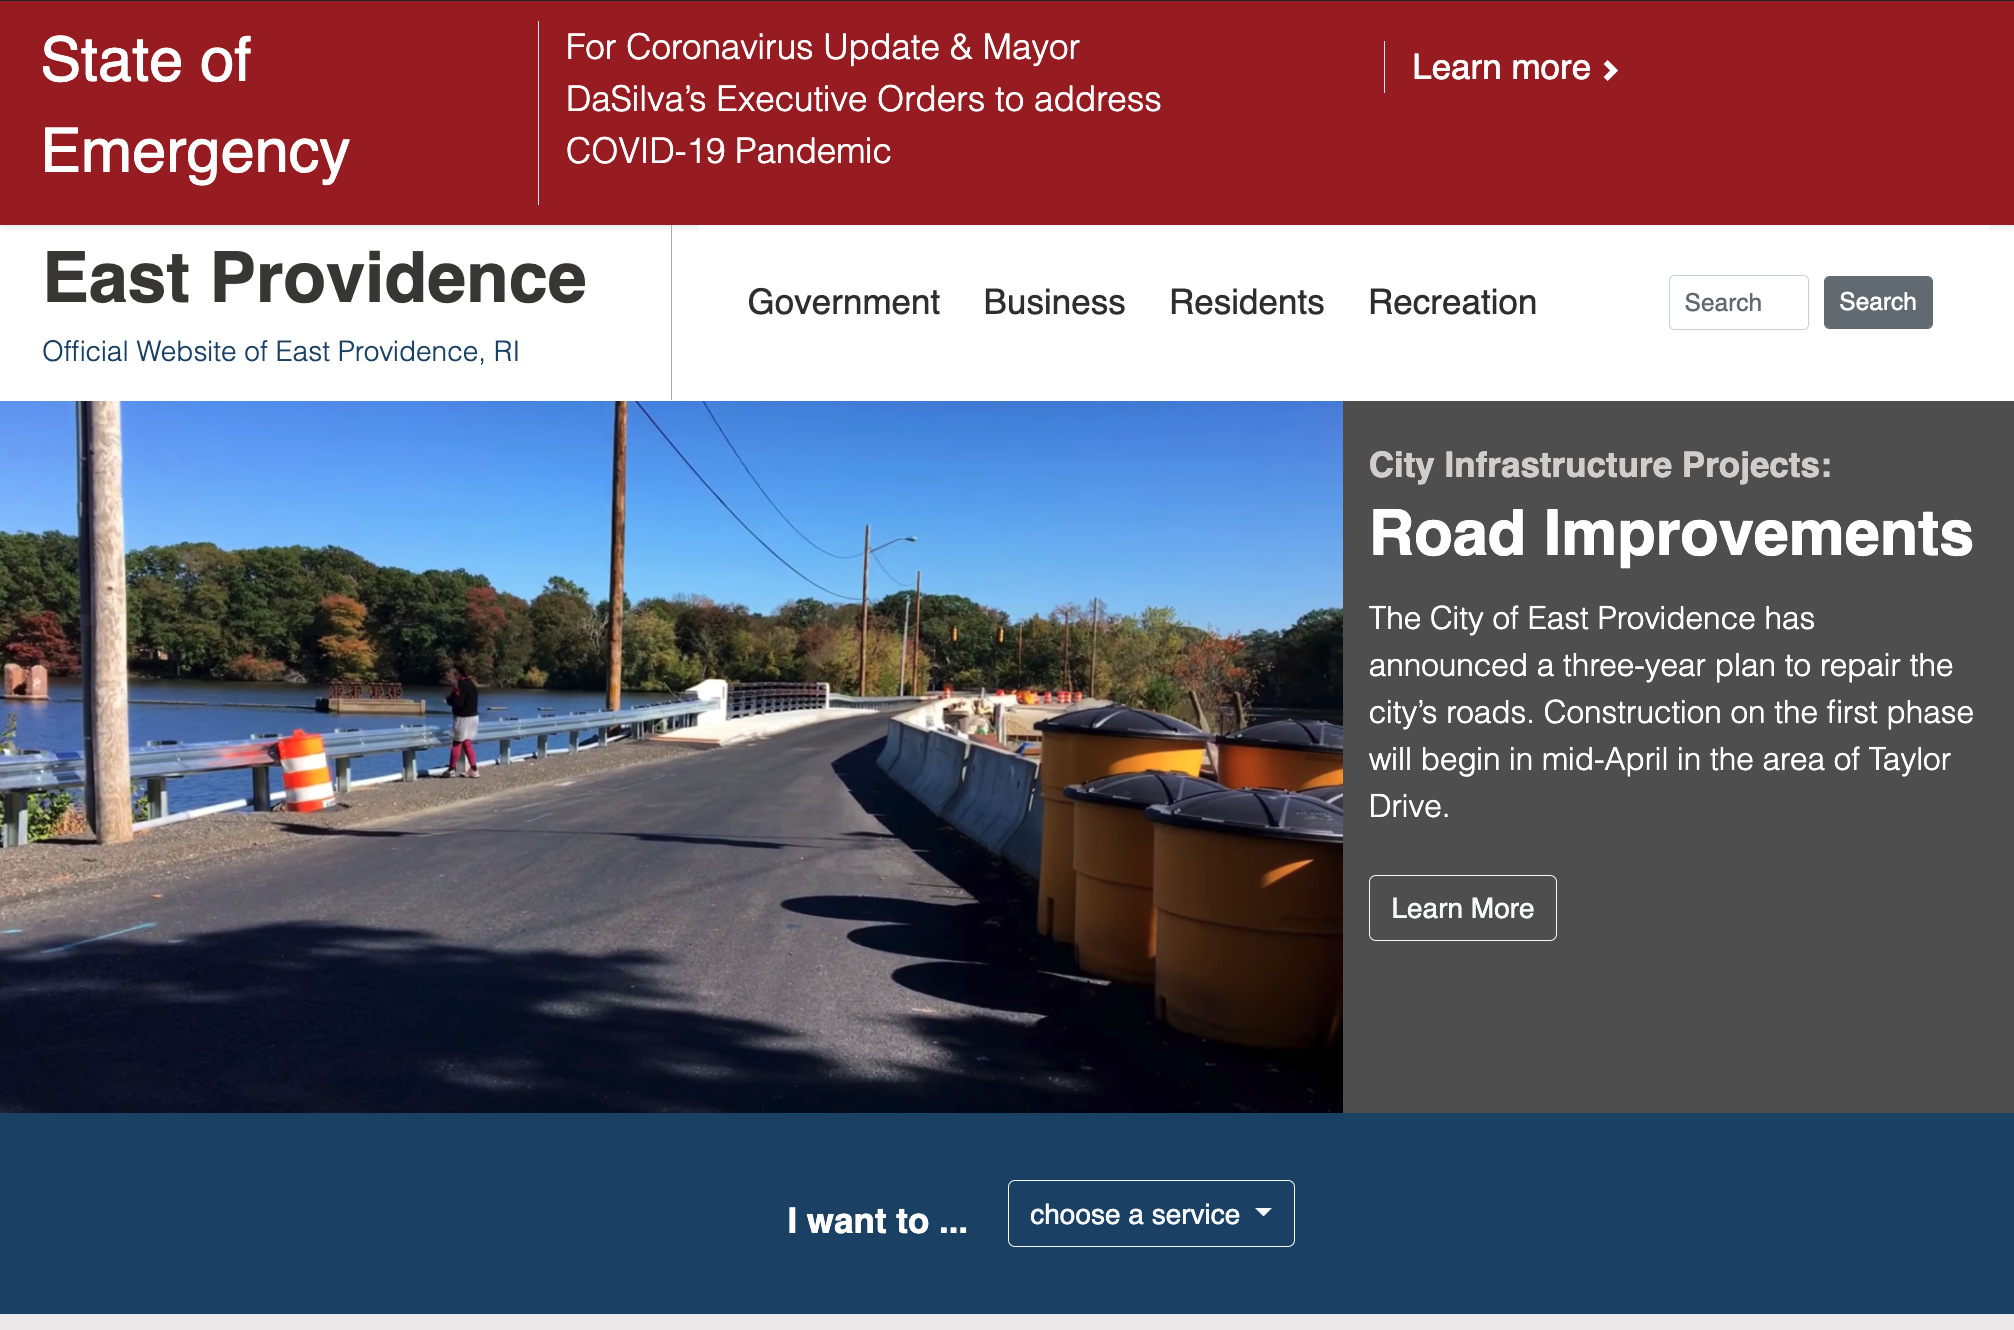 State of
Emergency
For Coronavirus Update & Mayor
DaSilva’s Executive Orders to address
COVID-19 Pandemic
Learn more
East Providence
Official Website of East Providence, RI
Government Business Residents Recreation
Search Search
City Infrastructure Projects:
Road Improvements
The City of East Providence has
announced a three-year plan to repair the
city’s roads. Construction on the first phase
will begin in mid-April in the area of Taylor
Drive.
Learn More
I want to ... choose a service